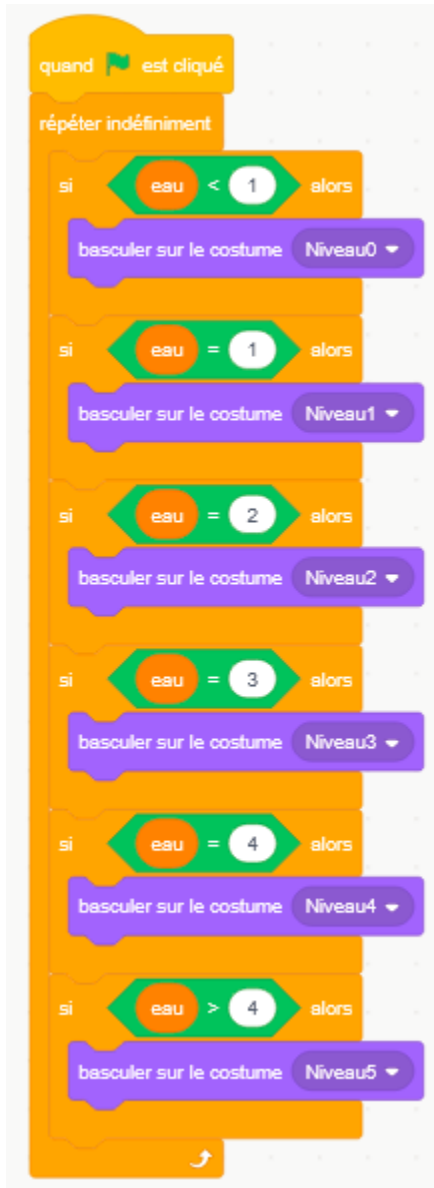 quand est cliqué
répéter indéfiniment
si eau < 1 alors
basculer sur le costume Niveau0
si eau = 1 alors
basculer sur le costume Niveau1
si eau = 2 alors
basculer sur le costume Niveau2
si eau = 3 alors
basculer sur le costume Niveau3
si eau = 4 alors
basculer sur le costume Niveau4
si eau > 4 alors
basculer sur le costume Niveau5